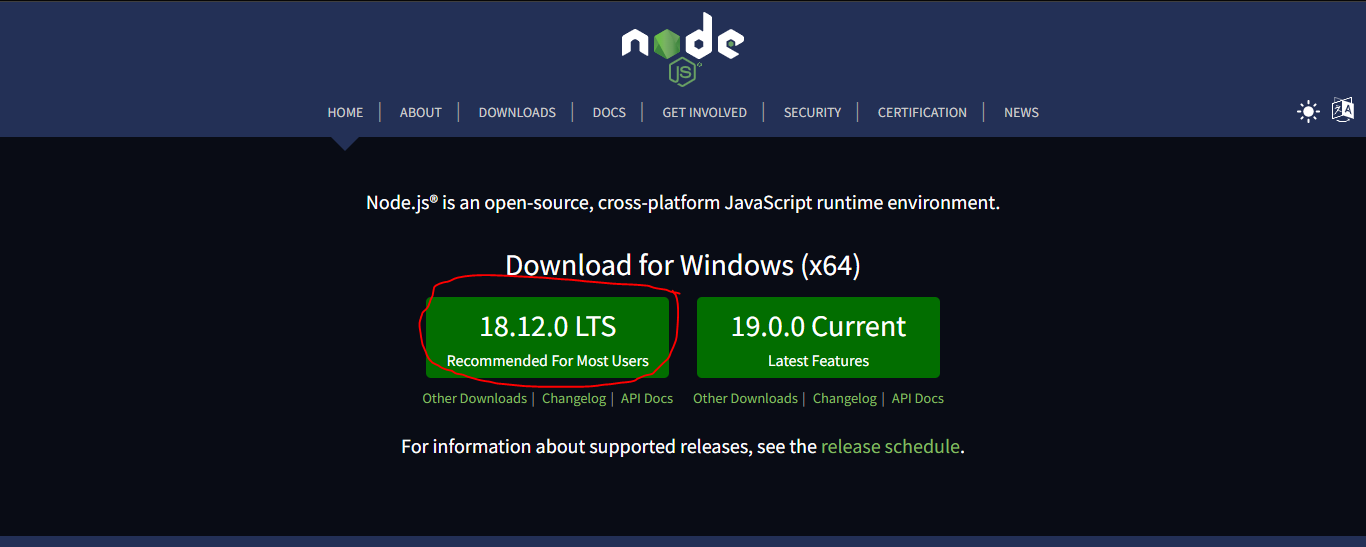 node
JS
HOME | ABOUT | DOWNLOADS | DOCS | GET INVOLVED | SECURITY | CERTIFICATION | NEWS
Node.js® is an open-source, cross-platform JavaScript runtime environment.
Download for Windows (x64)
18.12.0 LTS 19.0.0 Current
Recommended For Most Users Latest Features
Other Downloads | Changelog | API Docs Other Downloads | Changelog | API Docs
For information about supported releases, see the release schedule.